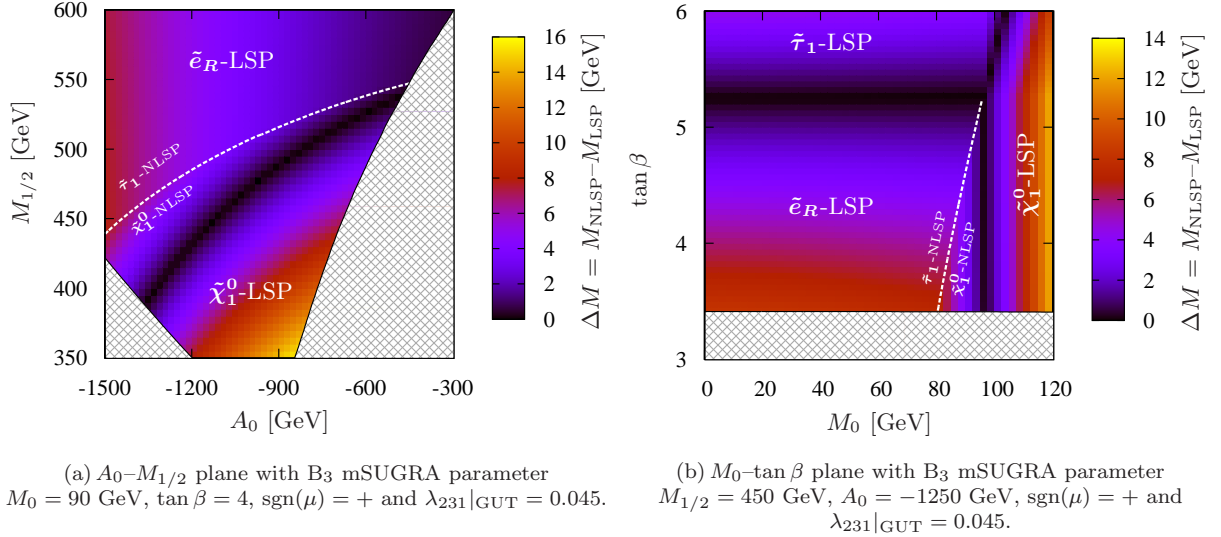 600
550
500
450
400
350
M1/2 [GeV]
-1500
-1200
-900
-600
-300
A0 [GeV]
ẽR-LSP
τ̃1-NLSP
χ̃01-NLSP
χ̃01-LSP
16
14
12
10
8
6
4
2
0
ΔM = MNLSP−MLSP [GeV]
(a) A0–M1/2 plane with B3 mSUGRA parameter
M0 = 90 GeV, tan β = 4, sgn(μ) = + and λ231|GUT = 0.045.
6
5
4
3
tan β
0
20
40
60
80
100
120
M0 [GeV]
τ̃1-LSP
ẽR-LSP
τ̃1-NLSP
χ̃01-NLSP
χ̃01-LSP
14
12
10
8
6
4
2
0
ΔM = MNLSP−MLSP [GeV]
(b) M0–tan β plane with B3 mSUGRA parameter
M1/2 = 450 GeV, A0 = −1250 GeV, sgn(μ) = + and
λ231|GUT = 0.045.